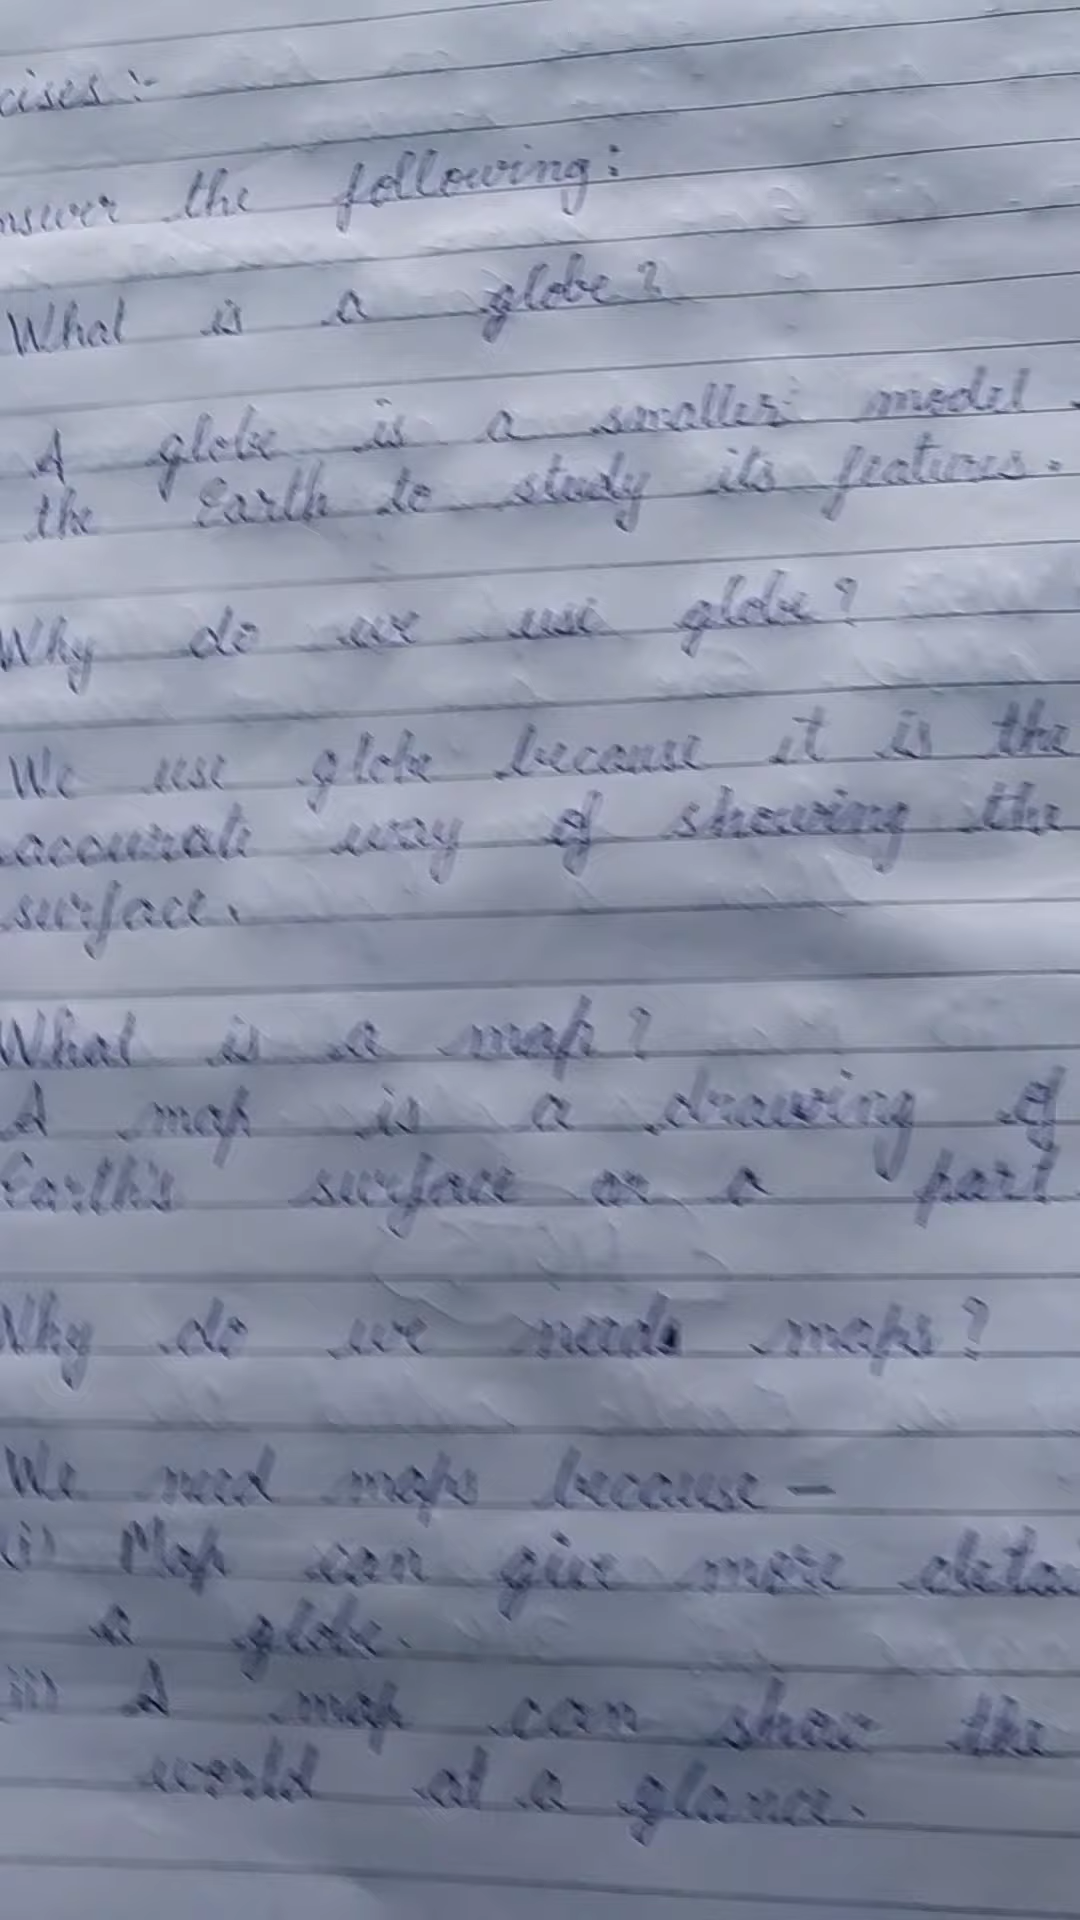 cises :-
nswer the following:
What is a globe?
A globe is a smaller model
the Earth to study its features.
Why do we use globe?
We use globe because it is the
accurate way of showing the
surface.
What is a map?
A map is a drawing of
Earth's surface or a part
Why do we needs maps?
We need maps because —
(i) Map can give more detai
a globe.
(ii) A map can show the
world at a glance.